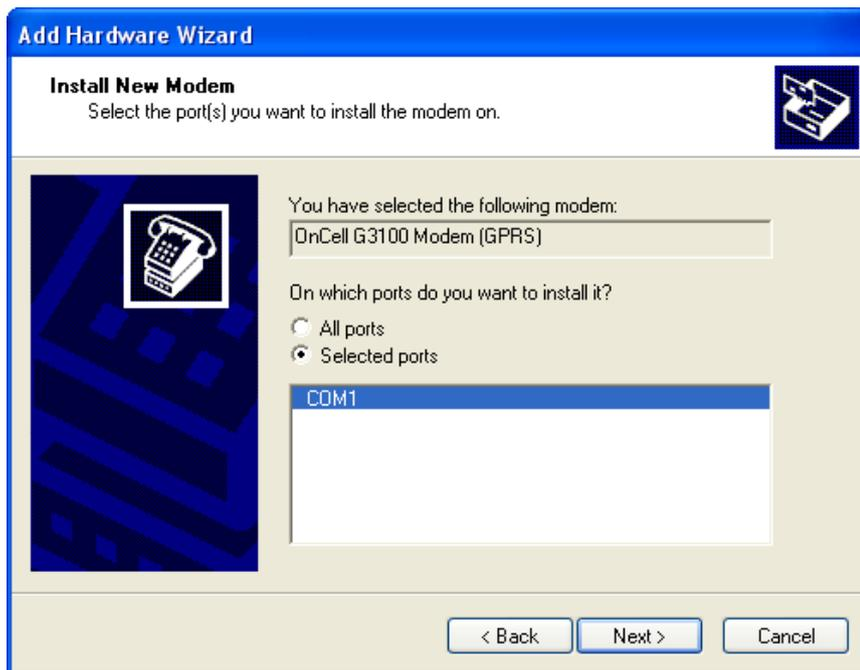 Add Hardware Wizard
Install New Modem
Select the port(s) you want to install the modem on.
You have selected the following modem:
OnCell G3100 Modem (GPRS)
On which ports do you want to install it?
All ports
Selected ports
COM1
< Back
Next >
Cancel